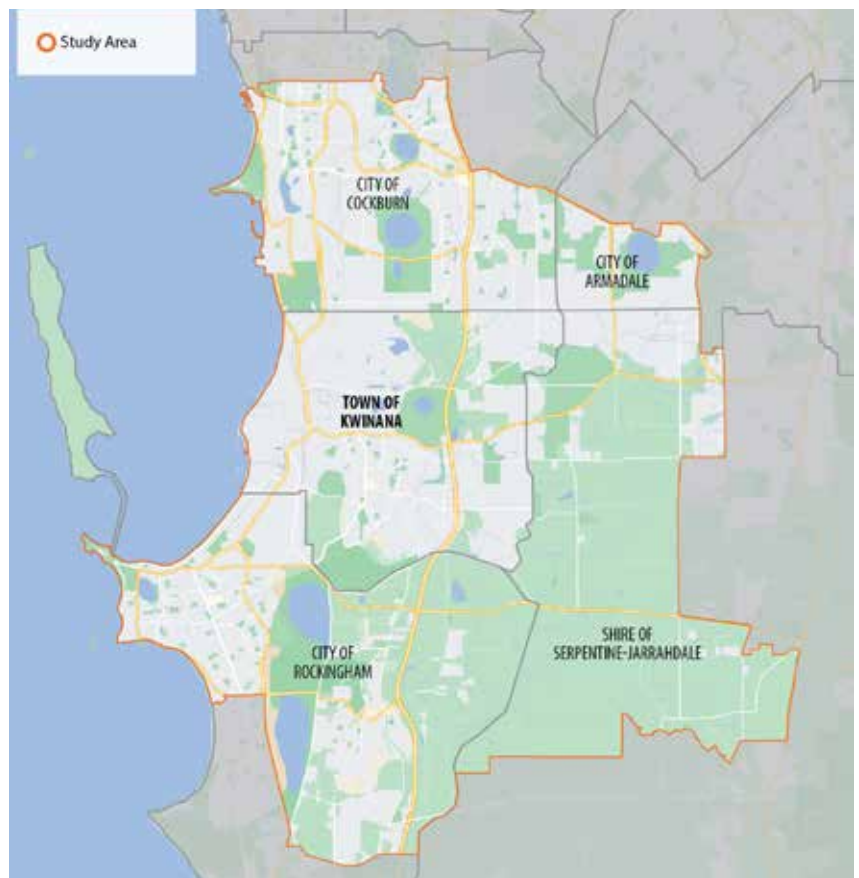 Study Area
CITY OF
COCKBURN
CITY OF
ARMADALE
TOWN OF
KWINANA
CITY OF
ROCKINGHAM
SHIRE OF
SERPENTINE-JARRAHDALE